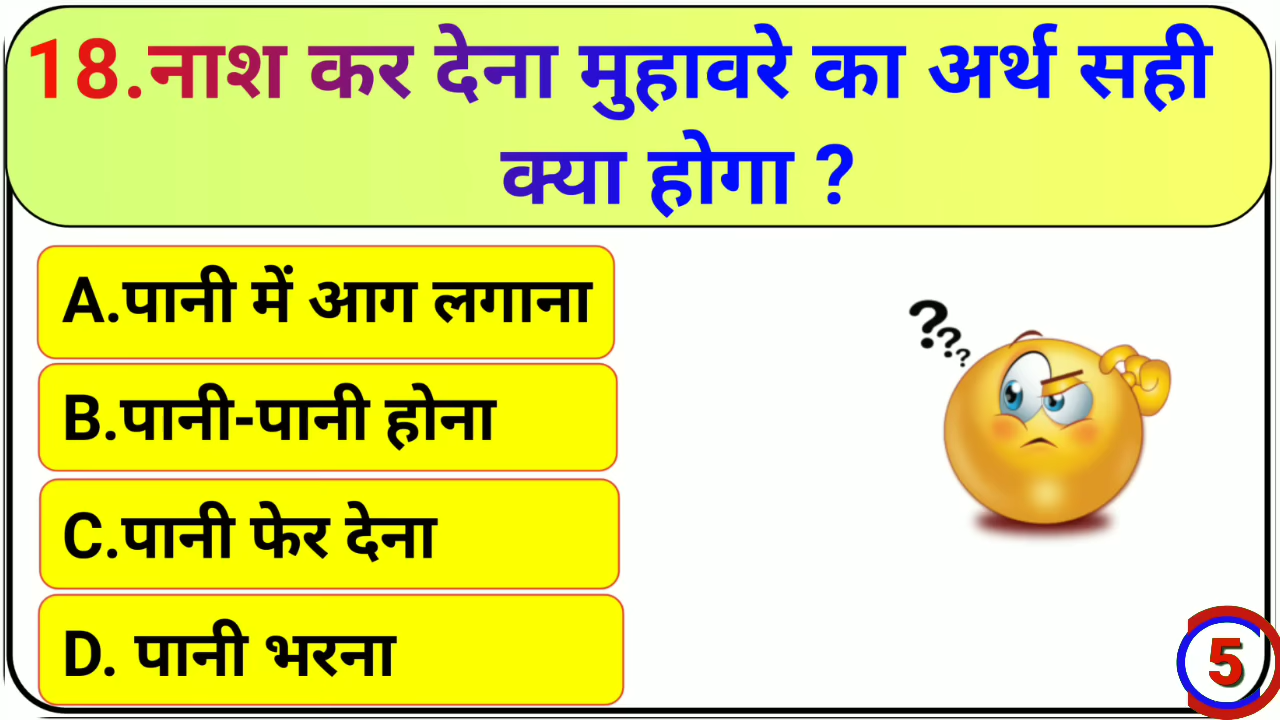 18.नाश कर देना मुहावरे का अर्थ सही
क्या होगा ?
A.पानी में आग लगाना
B.पानी-पानी होना
C.पानी फेर देना
D. पानी भरना
???
5